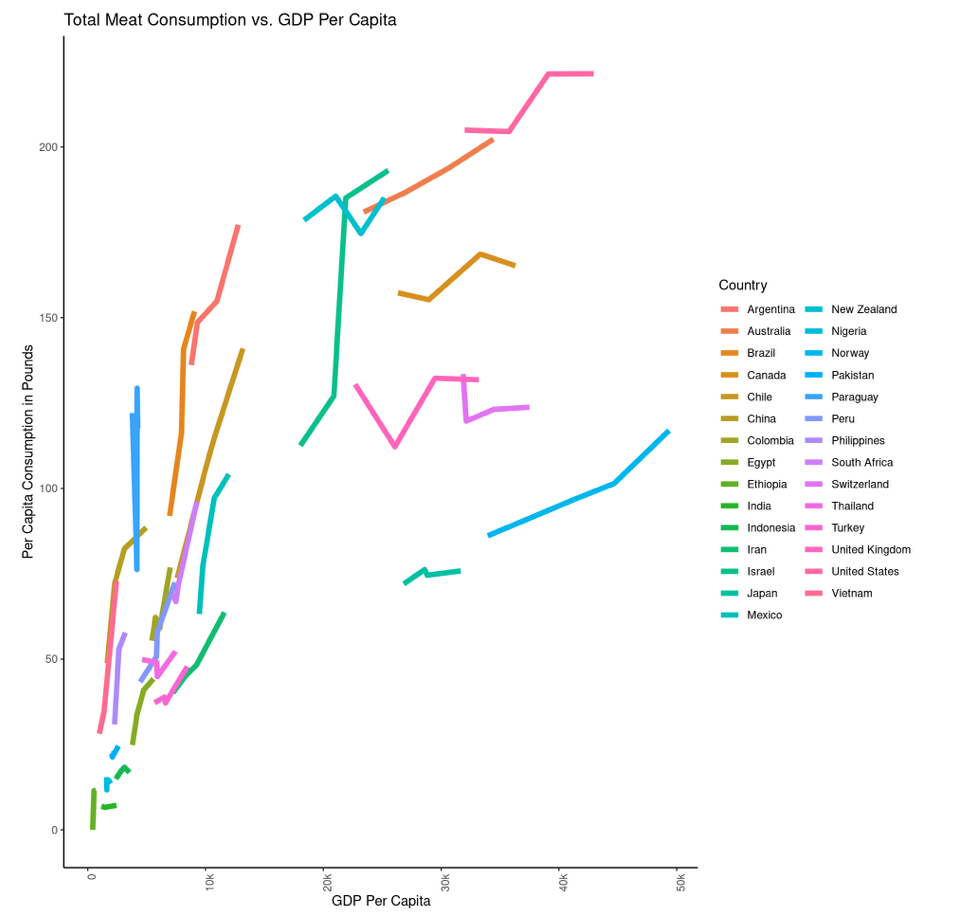 Total Meat Consumption vs. GDP Per Capita
Per Capita Consumption in Pounds
200
150
100
50
0
0
10k
20k
30k
40k
50k
GDP Per Capita
Country
Argentina
Australia
Brazil
Canada
Chile
China
Colombia
Egypt
Ethiopia
India
Indonesia
Iran
Israel
Japan
Mexico
New Zealand
Nigeria
Norway
Pakistan
Paraguay
Peru
Philippines
South Africa
Switzerland
Thailand
Turkey
United Kingdom
United States
Vietnam